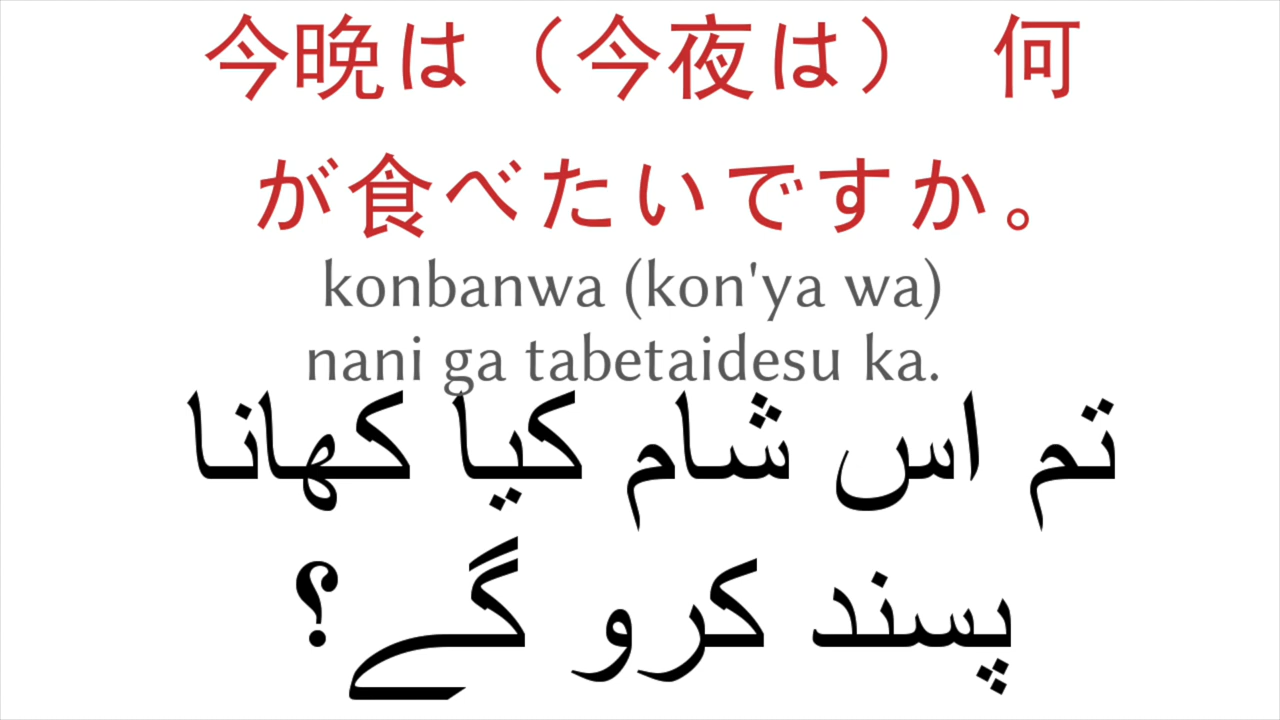 今晩は（今夜は）　何
が食べたいですか。
konbanwa (kon'ya wa)
nani ga tabetaidesu ka.
تم اس شام کیا کھانا
پسند کرو گے؟